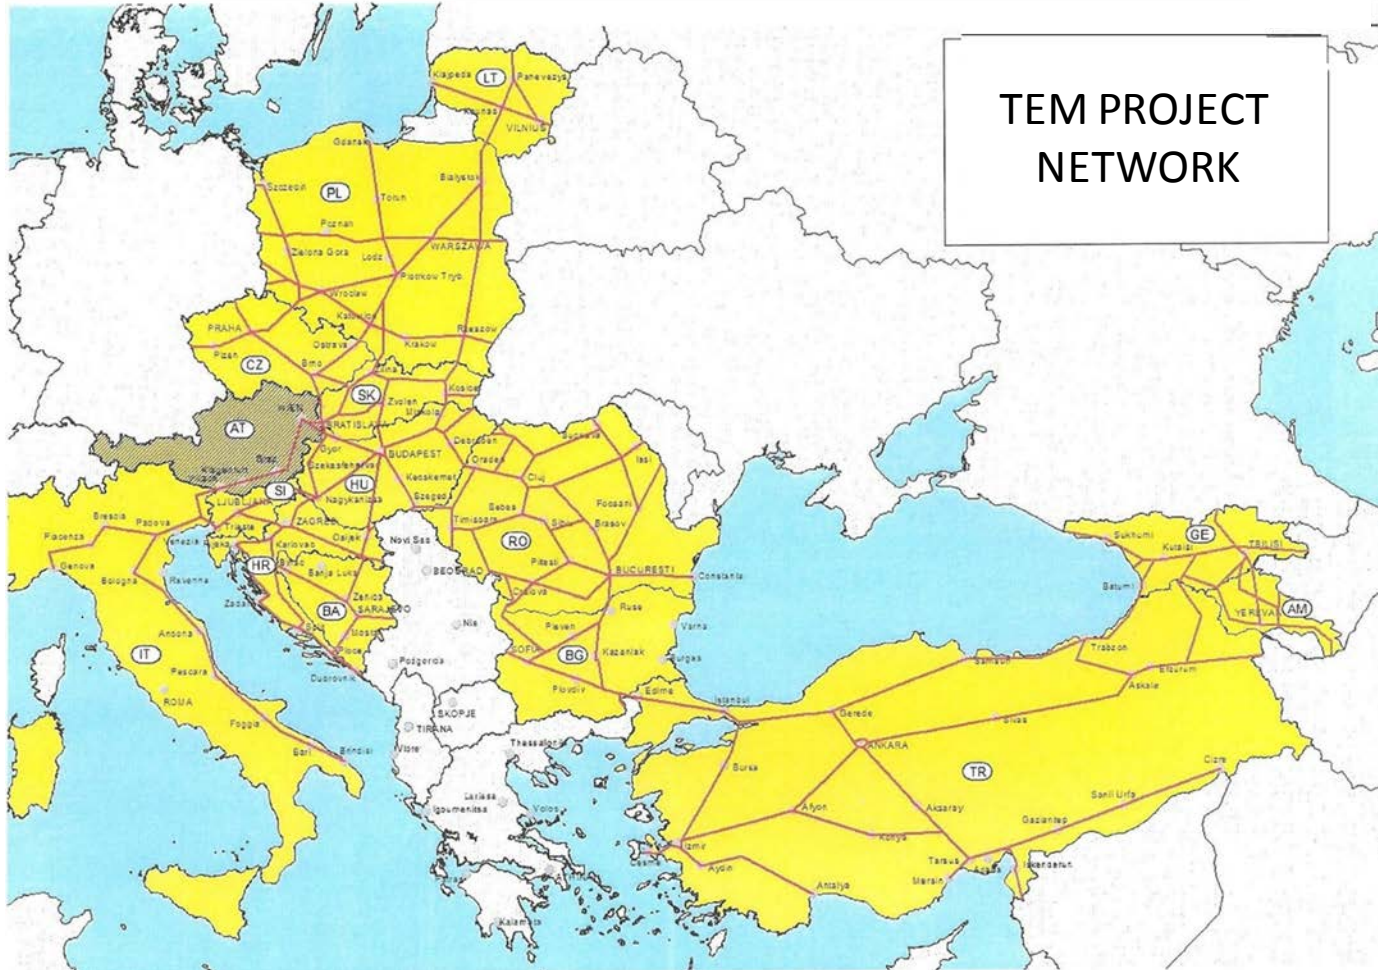 TEM PROJECT
NETWORK
Klajpeda
LT
Panevezys
Kaunas
VILNIUS
Gdansk
Bialystok
Szczecin
PL
Torun
Poznan
WARSZAWA
Zielona Gora
Lodz
Piotrkow Tryb.
Wroclaw
Katowice
PRAHA
Rzeszow
Ostrava
Krakow
Plzen
CZ
Brno
Zilina
SK
Kosice
Zvolen
AT
WIEN
BRATISLAVA
Gyor
Debrecen
Suceava
BUDAPEST
Iasi
Graz
Klagenfurt
Oradea
HU
Kecskemet
Cluj
SI
Nagykanizsa
Szeged
LJUBLJANA
Sebes
Focsani
Brescia
Padova
Trieste
ZAGREB
Timisoara
Sibiu
Brasov
Piacenza
Venezia
Rijeka
Karlovac
Osijek
Novi Sad
RO
Sukhumi
GE
Kutaisi
TBILISI
Genova
Bologna
Ravenna
HR
Bihac
Banja Luka
BEOGRAD
Pitesti
BUCURESTI
Constanta
Batumi
Zenica
Craiova
Zadar
BA
SARAJEVO
Ruse
YEREVAN
AM
Ancona
Split
Mostar
Nis
Pleven
Varna
IT
Ploce
SOFIA
BG
Kazanlak
Burgas
Trabzon
Pescara
Dubrovnik
Podgorica
Samsun
Erzurum
Askale
ROMA
Plovdiv
Edirne
Istanbul
SKOPJE
Gerede
Sivas
Foggia
TIRANA
Bari
Brindisi
Vlore
Thessaloniki
ANKARA
Bursa
TR
Cizre
Larissa
Igoumenitsa
Volos
Afyon
Aksaray
Sanli Urfa
Gaziantep
Konya
Izmir
Cesme
Aydin
Tarsus
Adana
Iskenderun
Mersin
Antalya
Kalamata